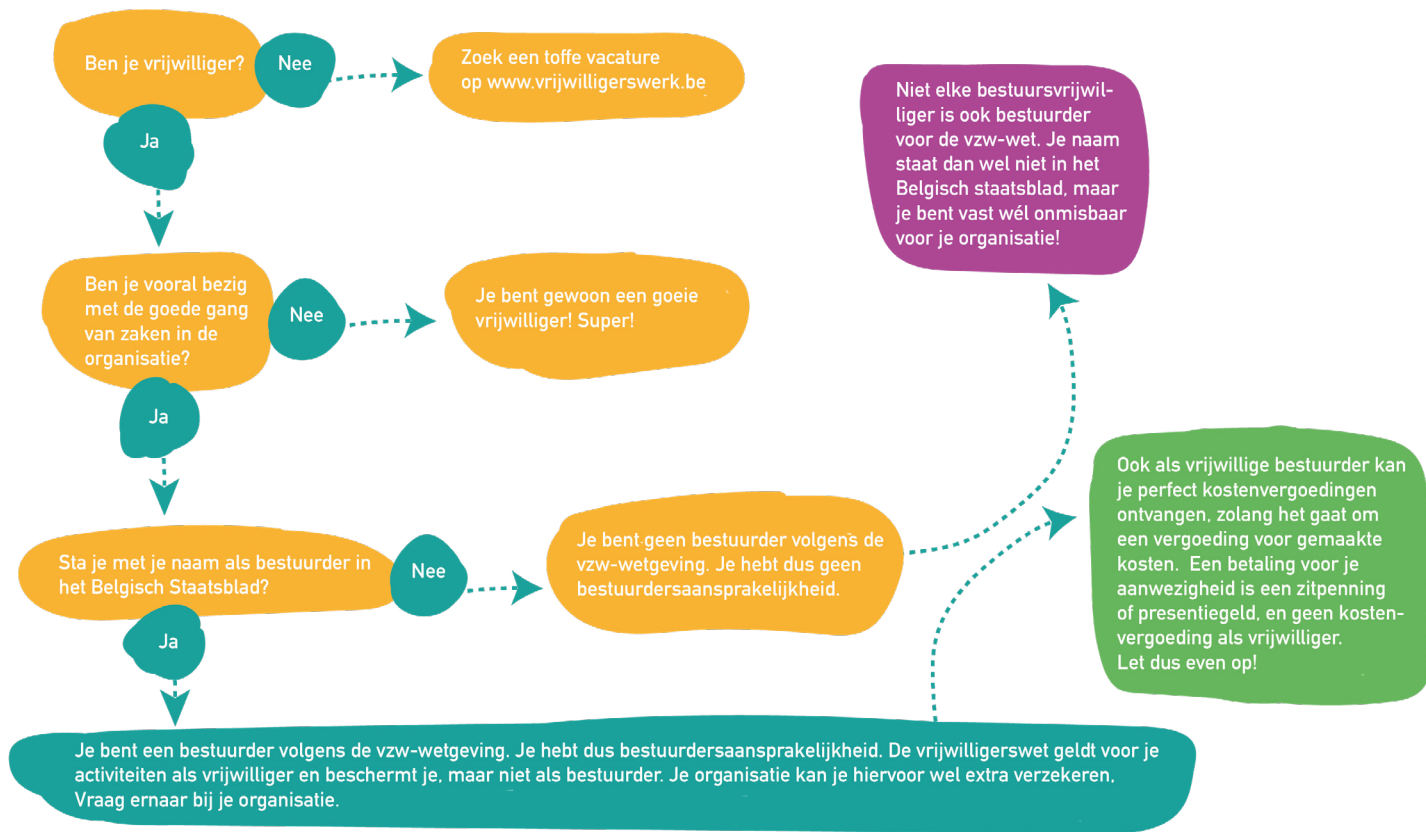 Ben je vrijwilliger?
Nee
Zoek een toffe vacature
op www.vrijwilligerswerk.be
Ja
Niet elke bestuursvrijwil-
liger is ook bestuurder
voor de vzw-wet. Je naam
staat dan wel niet in het
Belgisch staatsblad, maar
je bent vast wél onmisbaar
voor je organisatie!
Ben je vooral bezig
met de goede gang
van zaken in de
organisatie?
Nee
Je bent gewoon een goeie
vrijwilliger! Super!
Ja
Sta je met je naam als bestuurder in
het Belgisch Staatsblad?
Nee
Je bent geen bestuurder volgens de
vzw-wetgeving. Je hebt dus geen
bestuurdersaansprakelijkheid.
Ook als vrijwillige bestuurder kan
je perfect kostenvergoedingen
ontvangen, zolang het gaat om
een vergoeding voor gemaakte
kosten. Een betaling voor je
aanwezigheid is een zitpenning
of presentiegeld, en geen kosten-
vergoeding als vrijwilliger.
Let dus even op!
Ja
Je bent een bestuurder volgens de vzw-wetgeving. Je hebt dus bestuurdersaansprakelijkheid. De vrijwilligerswet geldt voor je
activiteiten als vrijwilliger en beschermt je, maar niet als bestuurder. Je organisatie kan je hiervoor wel extra verzekeren,
Vraag ernaar bij je organisatie.